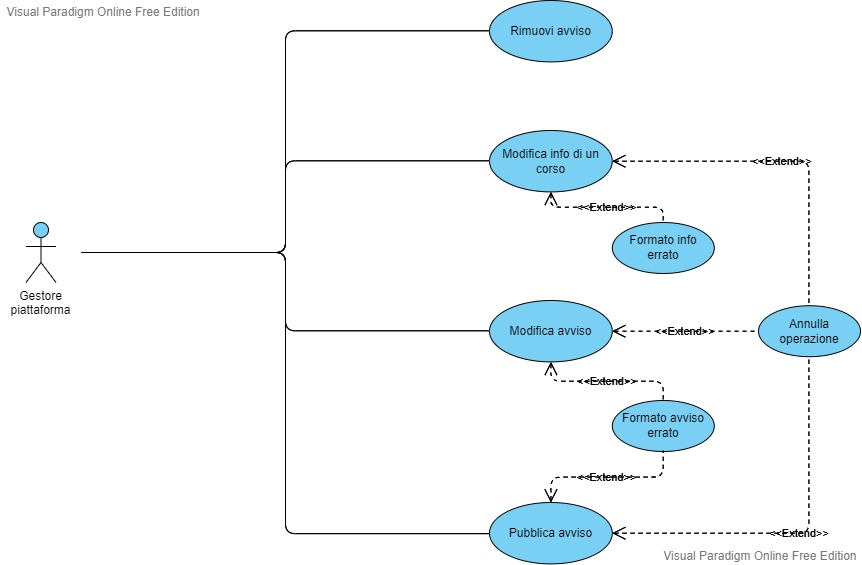 Visual Paradigm Online Free Edition
Rimuovi avviso
Modifica info di un
corso
<<Extend>>
<<Extend>>
Formato info
errato
Gestore
piattaforma
Modifica avviso
<<Extend>>
Annulla
operazione
<<Extend>>
Formato avviso
errato
<<Extend>>
Pubblica avviso
<<Extend>>
Visual Paradigm Online Free Edition